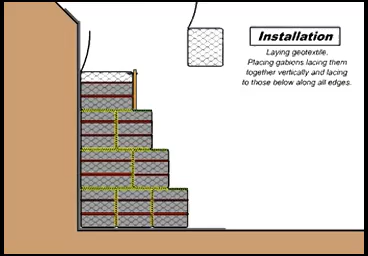 Installation
Laying geotextile.
Placing gabions lacing them
together vertically and lacing
to those below along all edges.